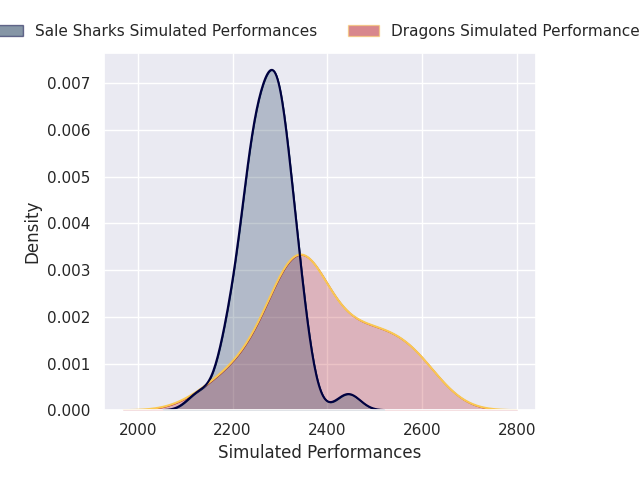 Sale Sharks Simulated Performances
Dragons Simulated Performance
0.007
0.006
0.005
0.004
0.003
0.002
0.001
0.000
Density
2000 2200 2400 2600 2800
Simulated Performances